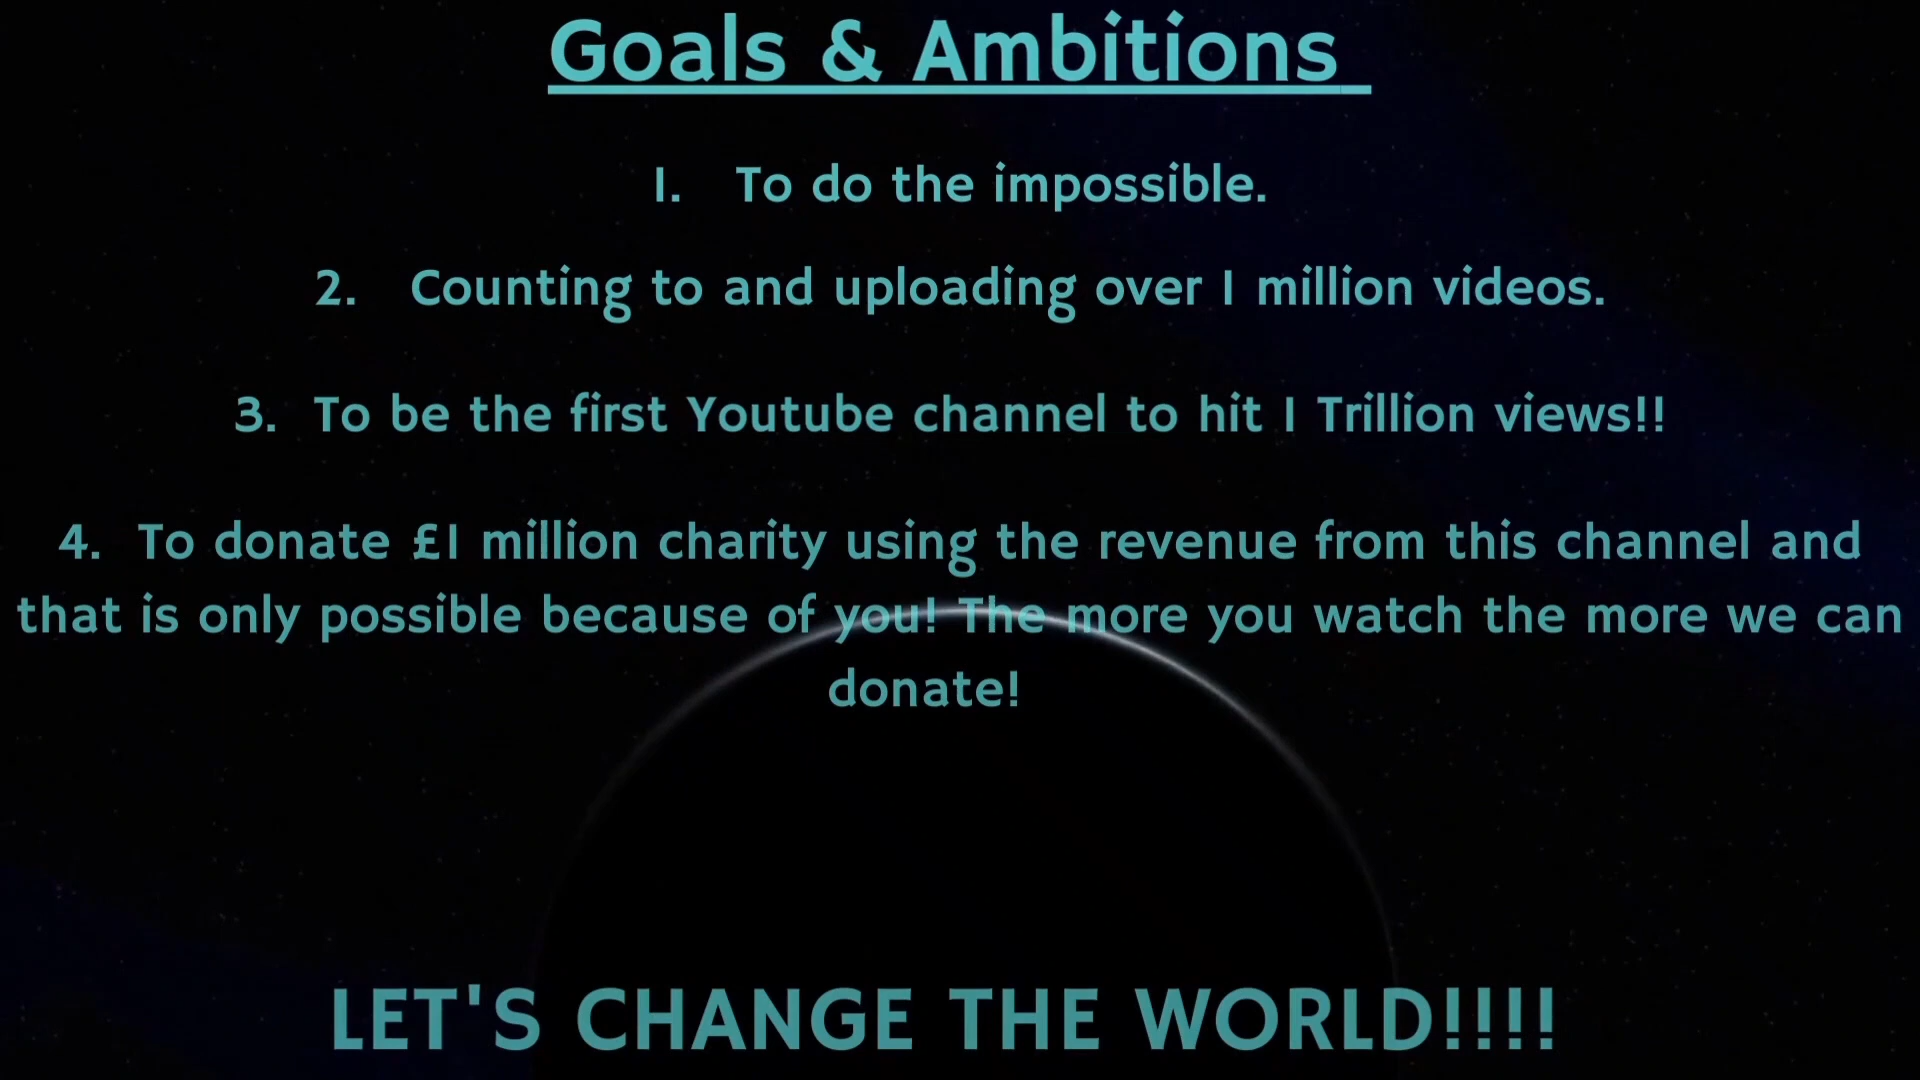 Goals & Ambitions
1. To do the impossible.
2. Counting to and uploading over 1 million videos.
3. To be the first Youtube channel to hit 1 Trillion views!!
4. To donate £1 million charity using the revenue from this channel and
that is only possible because of you! The more you watch the more we can
donate!
LET'S CHANGE THE WORLD!!!!